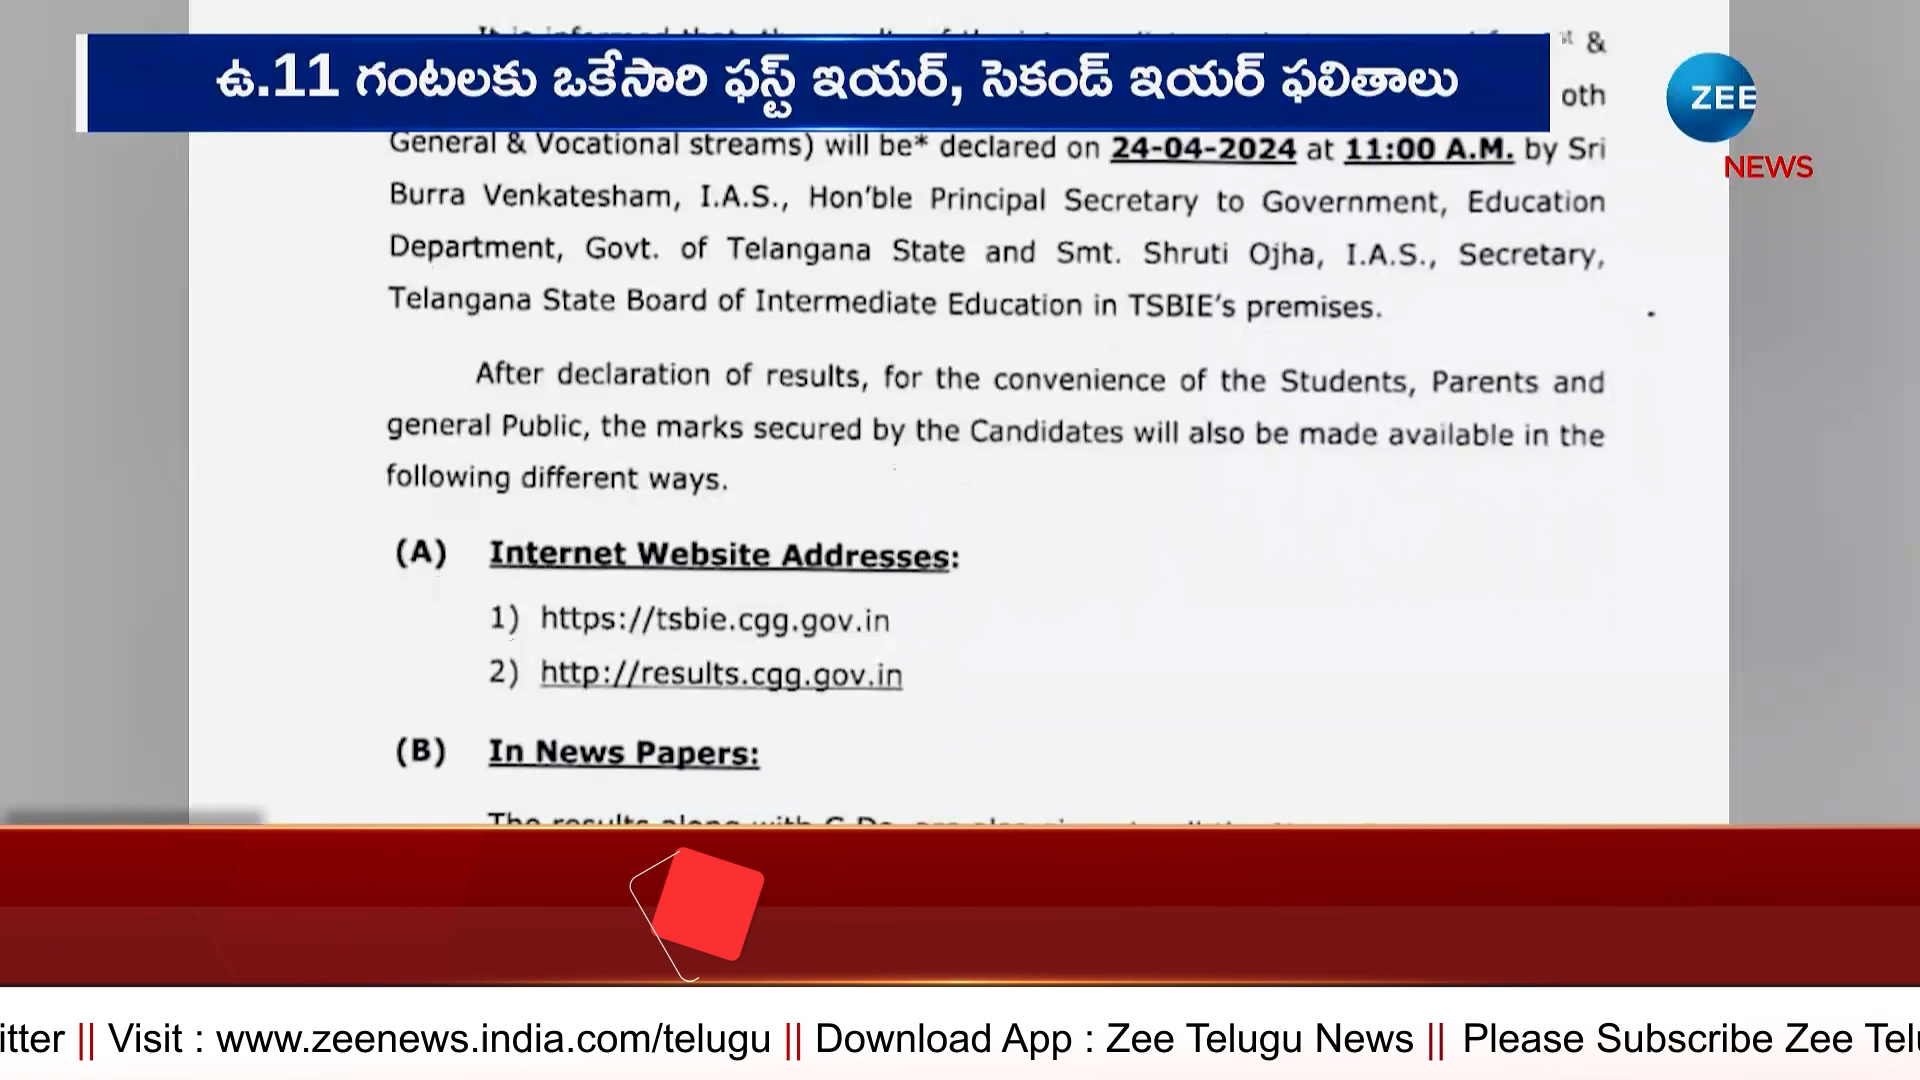 ఉ.11 గంటలకు ఒకేసారి ఫస్ట్ ఇయర్, సెకండ్ ఇయర్ ఫలితాలు
ZEE
NEWS
st &
oth
General & Vocational streams) will be* declared on 24-04-2024 at 11:00 A.M. by Sri
Burra Venkatesham, I.A.S., Hon'ble Principal Secretary to Government, Education
Department, Govt. of Telangana State and Smt. Shruti Ojha, I.A.S., Secretary,
Telangana State Board of Intermediate Education in TSBIE's premises.
After declaration of results, for the convenience of the Students, Parents and
general Public, the marks secured by the Candidates will also be made available in the
following different ways.
(A) Internet Website Addresses:
1) https://tsbie.cgg.gov.in
2) http://results.cgg.gov.in
(B) In News Papers:
The results along with
itter || Visit : www.zeenews.india.com/telugu || Download App : Zee Telugu News || Please Subscribe Zee Tel